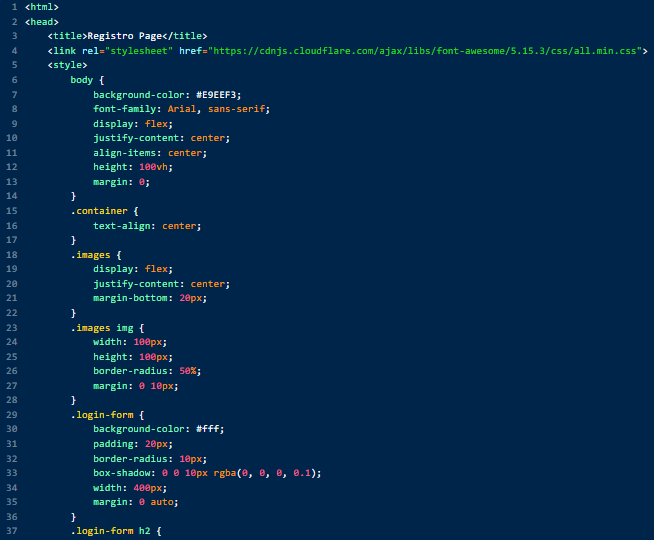 1 <html>
2 <head>
3 <title>Registro Page</title>
4 <link rel="stylesheet" href="https://cdnjs.cloudflare.com/ajax/libs/font-awesome/5.15.3/css/all.min.css">
5 <style>
6 body {
7 background-color: #E9EEF3;
8 font-family: Arial, sans-serif;
9 display: flex;
10 justify-content: center;
11 align-items: center;
12 height: 100vh;
13 margin: 0;
14 }
15 .container {
16 text-align: center;
17 }
18 .images {
19 display: flex;
20 justify-content: center;
21 margin-bottom: 20px;
22 }
23 .images img {
24 width: 100px;
25 height: 100px;
26 border-radius: 50%;
27 margin: 0 10px;
28 }
29 .login-form {
30 background-color: #fff;
31 padding: 20px;
32 border-radius: 10px;
33 box-shadow: 0 0 10px rgba(0, 0, 0, 0.1);
34 width: 400px;
35 margin: 0 auto;
36 }
37 .login-form h2 {